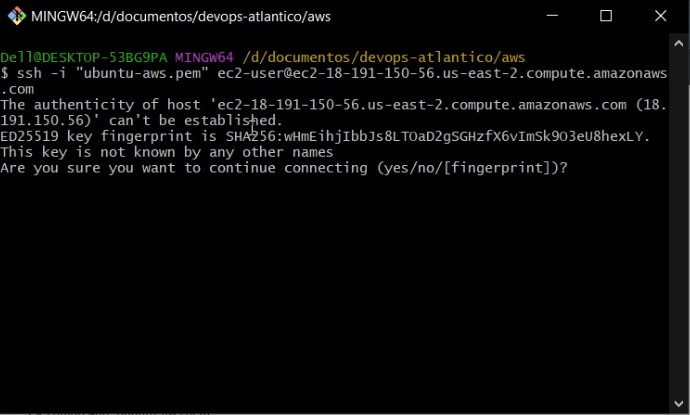 MINGW64:/d/documentos/devops-atlantico/aws
Dell@DESKTOP-53BG9PA MINGW64 /d/documentos/devops-atlantico/aws
$ ssh -i "ubuntu-aws.pem" ec2-user@ec2-18-191-150-56.us-east-2.compute.amazonaws
.com
The authenticity of host 'ec2-18-191-150-56.us-east-2.compute.amazonaws.com (18.
191.150.56)' can't be established.
ED25519 key fingerprint is SHA256:wHmEihjIbbJs8LTOaD2gSGHzfX6vImSk9O3eU8hexLY.
This key is not known by any other names
Are you sure you want to continue connecting (yes/no/[fingerprint])?